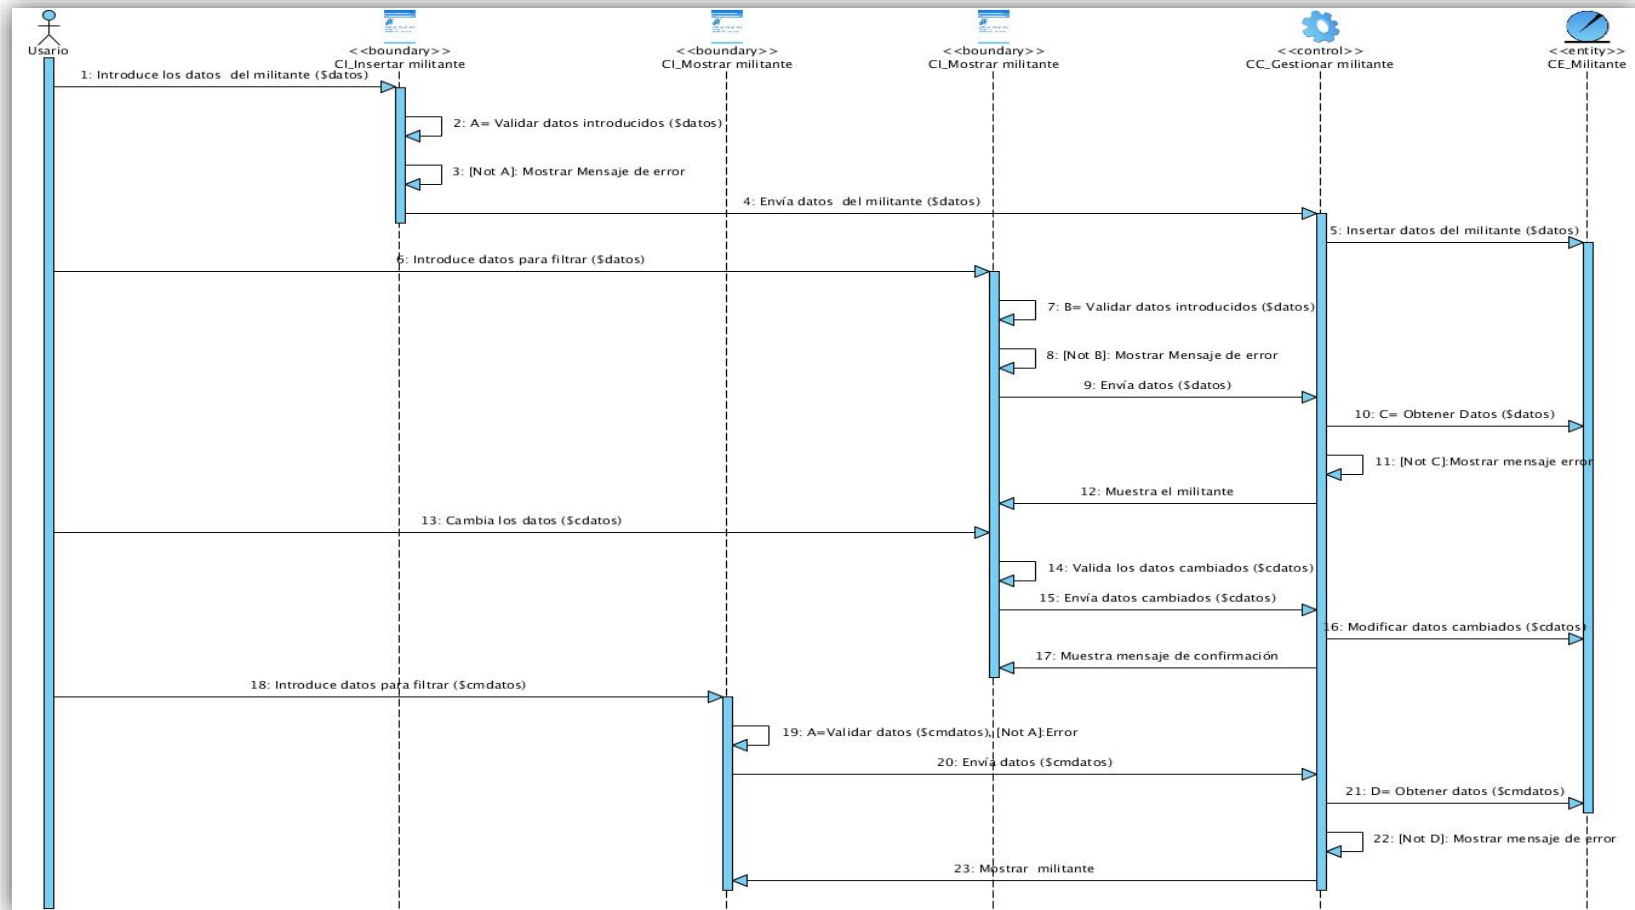 Usario
<<boundary>>
CI_Insertar militante
<<boundary>>
CI_Mostrar militante
<<boundary>>
CI_Mostrar militante
<<control>>
CC_Gestionar militante
<<entity>>
CE_Militante
1: Introduce los datos del militante ($datos)
2: A= Validar datos introducidos ($datos)
3: [Not A]: Mostrar Mensaje de error
4: Envía datos del militante ($datos)
5: Insertar datos del militante ($datos)
6: Introduce datos para filtrar ($datos)
7: B= Validar datos introducidos ($datos)
8: [Not B]: Mostrar Mensaje de error
9: Envía datos ($datos)
10: C= Obtener Datos ($datos)
11: [Not C]:Mostrar mensaje error
12: Muestra el militante
13: Cambia los datos ($cdatos)
14: Valida los datos cambiados ($cdatos)
15: Envía datos cambiados ($cdatos)
16: Modificar datos cambiados ($cdatos)
17: Muestra mensaje de confirmación
18: Introduce datos para filtrar ($cmdatos)
19: A=Validar datos ($cmdatos), [Not A]:Error
20: Envía datos ($cmdatos)
21: D= Obtener datos ($cmdatos)
22: [Not D]: Mostrar mensaje de error
23: Mostrar militante